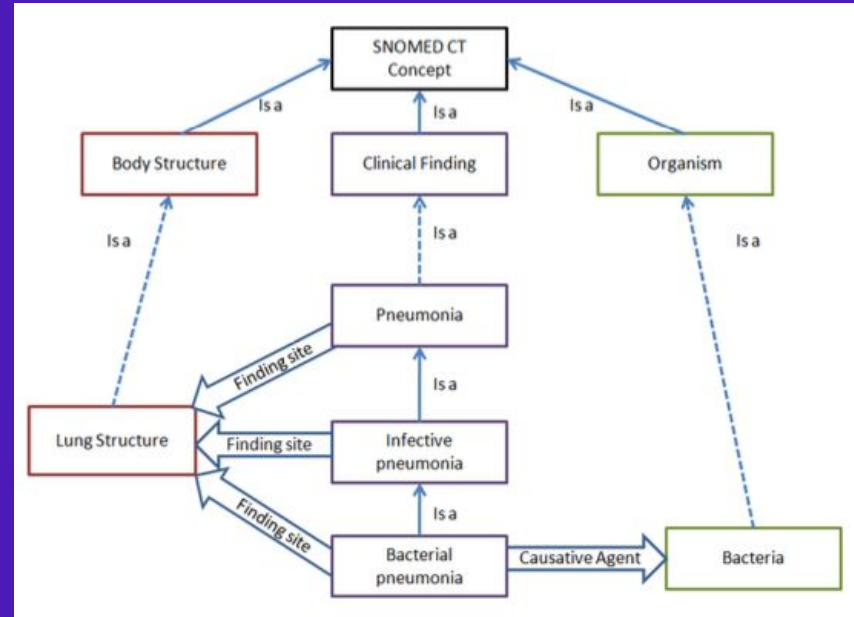 SNOMED CT
Concept
Is a
Is a
Is a
Body Structure
Clinical Finding
Organism
Is a
Is a
Is a
Pneumonia
Finding site
Is a
Lung Structure
Finding site
Infective
pneumonia
Finding site
Is a
Bacterial
pneumonia
Causative Agent
Bacteria